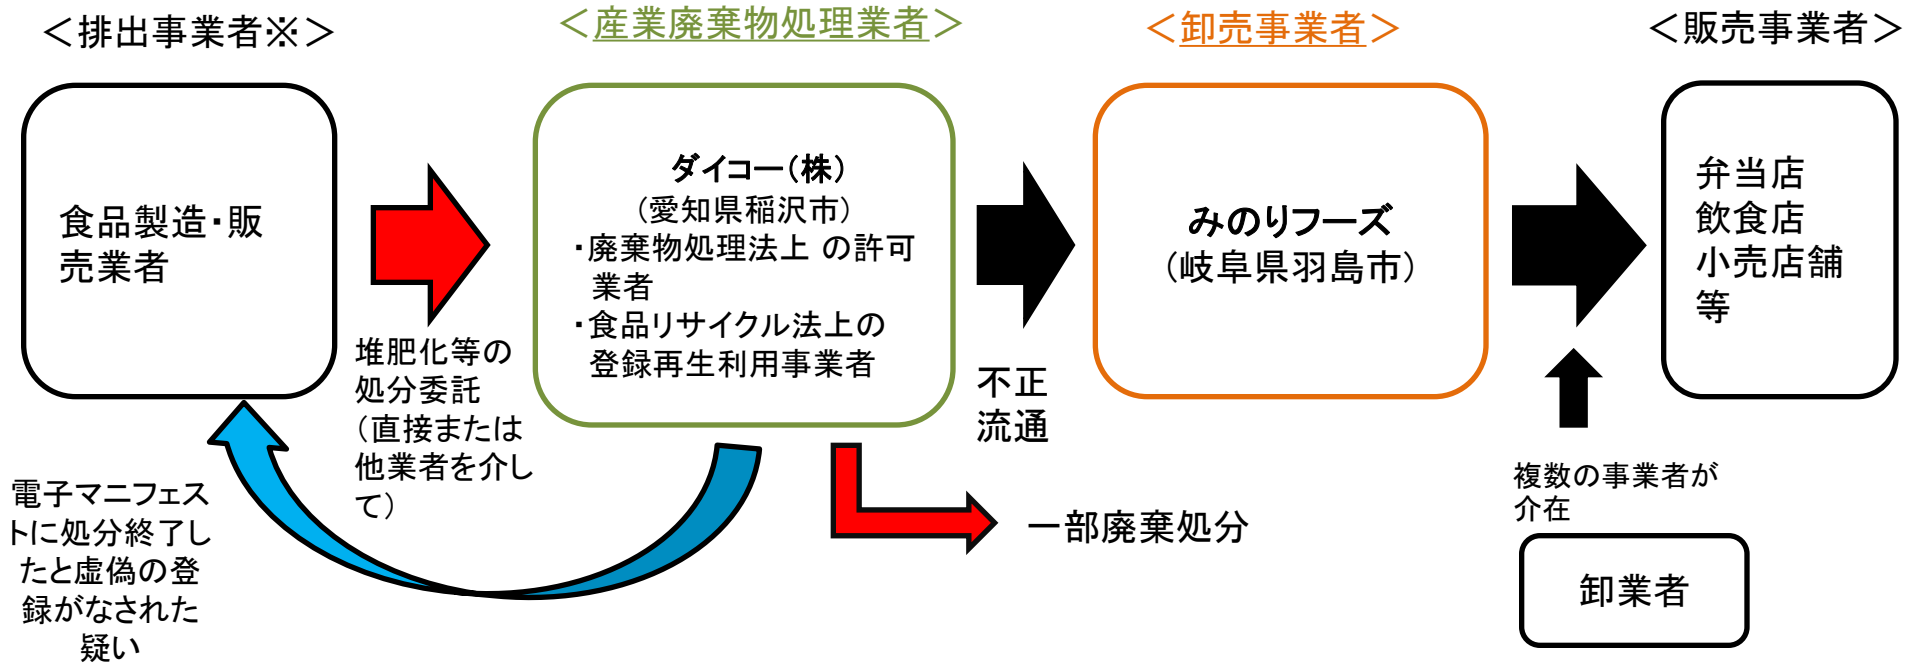 ＜排出事業者※＞
＜産業廃棄物処理業者＞
＜卸売事業者＞
＜販売事業者＞
食品製造・販
売業者
堆肥化等の
処分委託
（直接または
他業者を介し
て）
ダイコー（株）
（愛知県稲沢市）
・廃棄物処理法上 の許可
業者
・食品リサイクル法上の
登録再生利用事業者
不正
流通
みのりフーズ
（岐阜県羽島市）
弁当店
飲食店
小売店舗
等
電子マニフェス
トに処分終了し
たと虚偽の登
録がなされた
疑い
一部廃棄処分
複数の事業者が
介在
卸業者